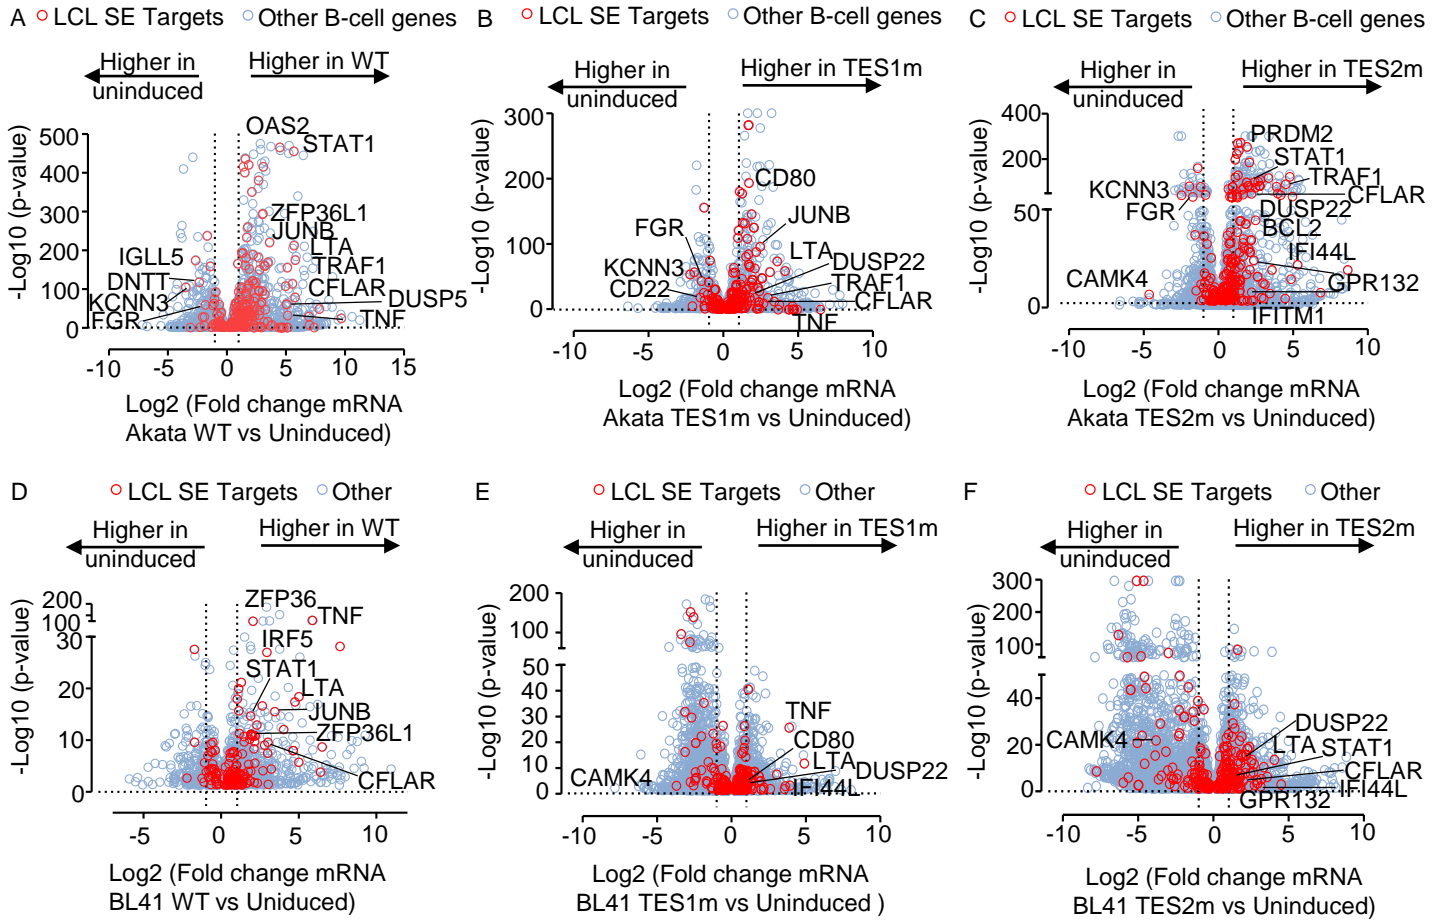 A LCL SE Targets Other B-cell genes
Higher in uninduced
Higher in WT
-Log10 (p-value)
500
400
300
200
100
0
OAS2
STAT1
ZFP36L1
JUNB
LTA
TRAF1
CFLAR
DUSP5
TNF
IGLL5
DNTT
KCNN3
FGR
-10 -5 0 5 10 15
Log2 (Fold change mRNA
Akata WT vs Uninduced)
B LCL SE Targets Other B-cell genes
Higher in
uninduced
Higher in TES1m
-Log10 (p-value)
300
200
100
0
CD80
JUNB
FGR
LTA
DUSP22
KCNN3
TRAF1
CD22
CFLAR
TNF
-10 -5 0 5 10
Log2 (Fold change mRNA
Akata TES1m vs Uninduced)
C LCL SE Targets Other B-cell genes
Higher in
uninduced
Higher in TES2m
-Log10 (p-value)
400
200
50
0
PRDM2
STAT1
TRAF1
KCNN3
CFLAR
FGR
DUSP22
BCL2
IFI44L
CAMK4
GPR132
IFITM1
-10 -5 0 5 10
Log2 (Fold change mRNA
Akata TES2m vs Uninduced)
D LCL SE Targets Other
Higher in
uninduced
Higher in WT
-Log10 (p-value)
200
100
30
20
10
0
ZFP36
TNF
IRF5
STAT1
LTA
JUNB
ZFP36L1
CFLAR
-5 0 5 10
Log2 (Fold change mRNA
BL41 WT vs Uniduced)
E LCL SE Targets Other
Higher in
uninduced
Higher in TES1m
-Log10 (p-value)
200
100
50
40
30
20
10
0
TNF
CD80
LTA
CAMK4
DUSP22
IFI44L
-10 -5 0 5 10
Log2 (Fold change mRNA
BL41 TES1m vs Uninduced )
F LCL SE Targets Other
Higher in
uninduced
Higher in TES2m
-Log10 (p-value)
300
200
100
40
20
0
DUSP22
CAMK4
LTA
STAT1
CFLAR
IFI44L
GPR132
-10 -5 0 5 10
Log2 (Fold change mRNA
BL41 TES2m vs Uninduced)